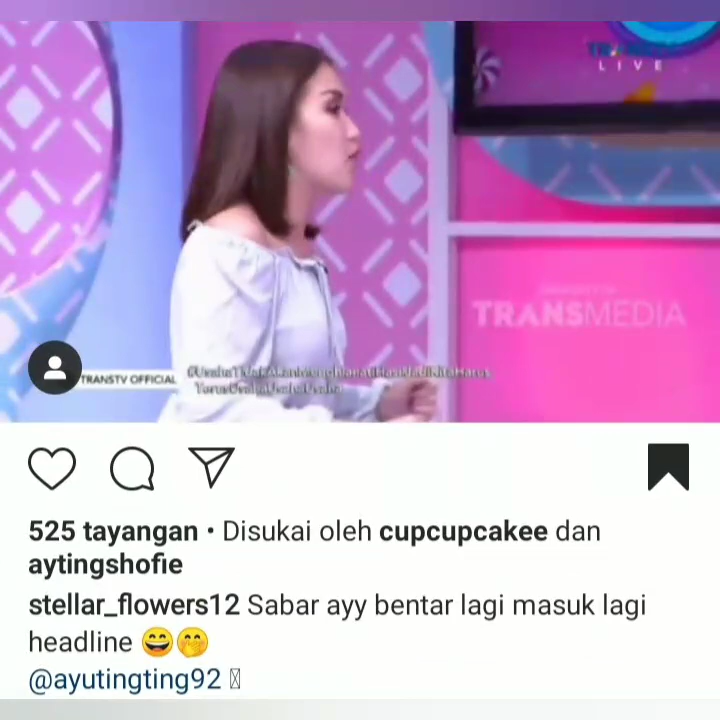 LIVE
TRANSMEDIA
TRANSTV OFFICIAL
525 tayangan • Disukai oleh cupcupcakee dan
aytingshofie
stellar_flowers12 Sabar ayy bentar lagi masuk lagi
headline 😄🤭
@ayutingting92